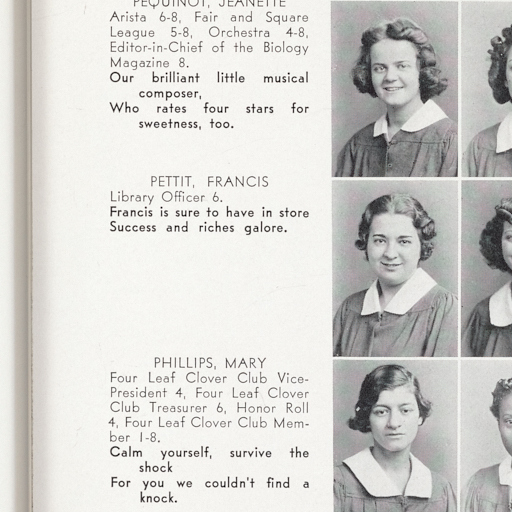 PEQUINOT, JEANETTE
Arista 6-8, Fair and Square
League 5-8, Orchestra 4-8,
Editor-in-Chief of the Biology
Magazine 8.
Our brilliant little musical
composer,
Who rates four stars for
sweetness, too.
PETTIT, FRANCIS
Library Officer 6.
Francis is sure to have in store
Success and riches galore.
PHILLIPS, MARY
Four Leaf Clover Club Vice-
President 4, Four Leaf Clover
Club Treasurer 6, Honor Roll
4, Four Leaf Clover Club Mem-
ber 1-8.
Calm yourself, survive the
shock
For you we couldn't find a
knock.